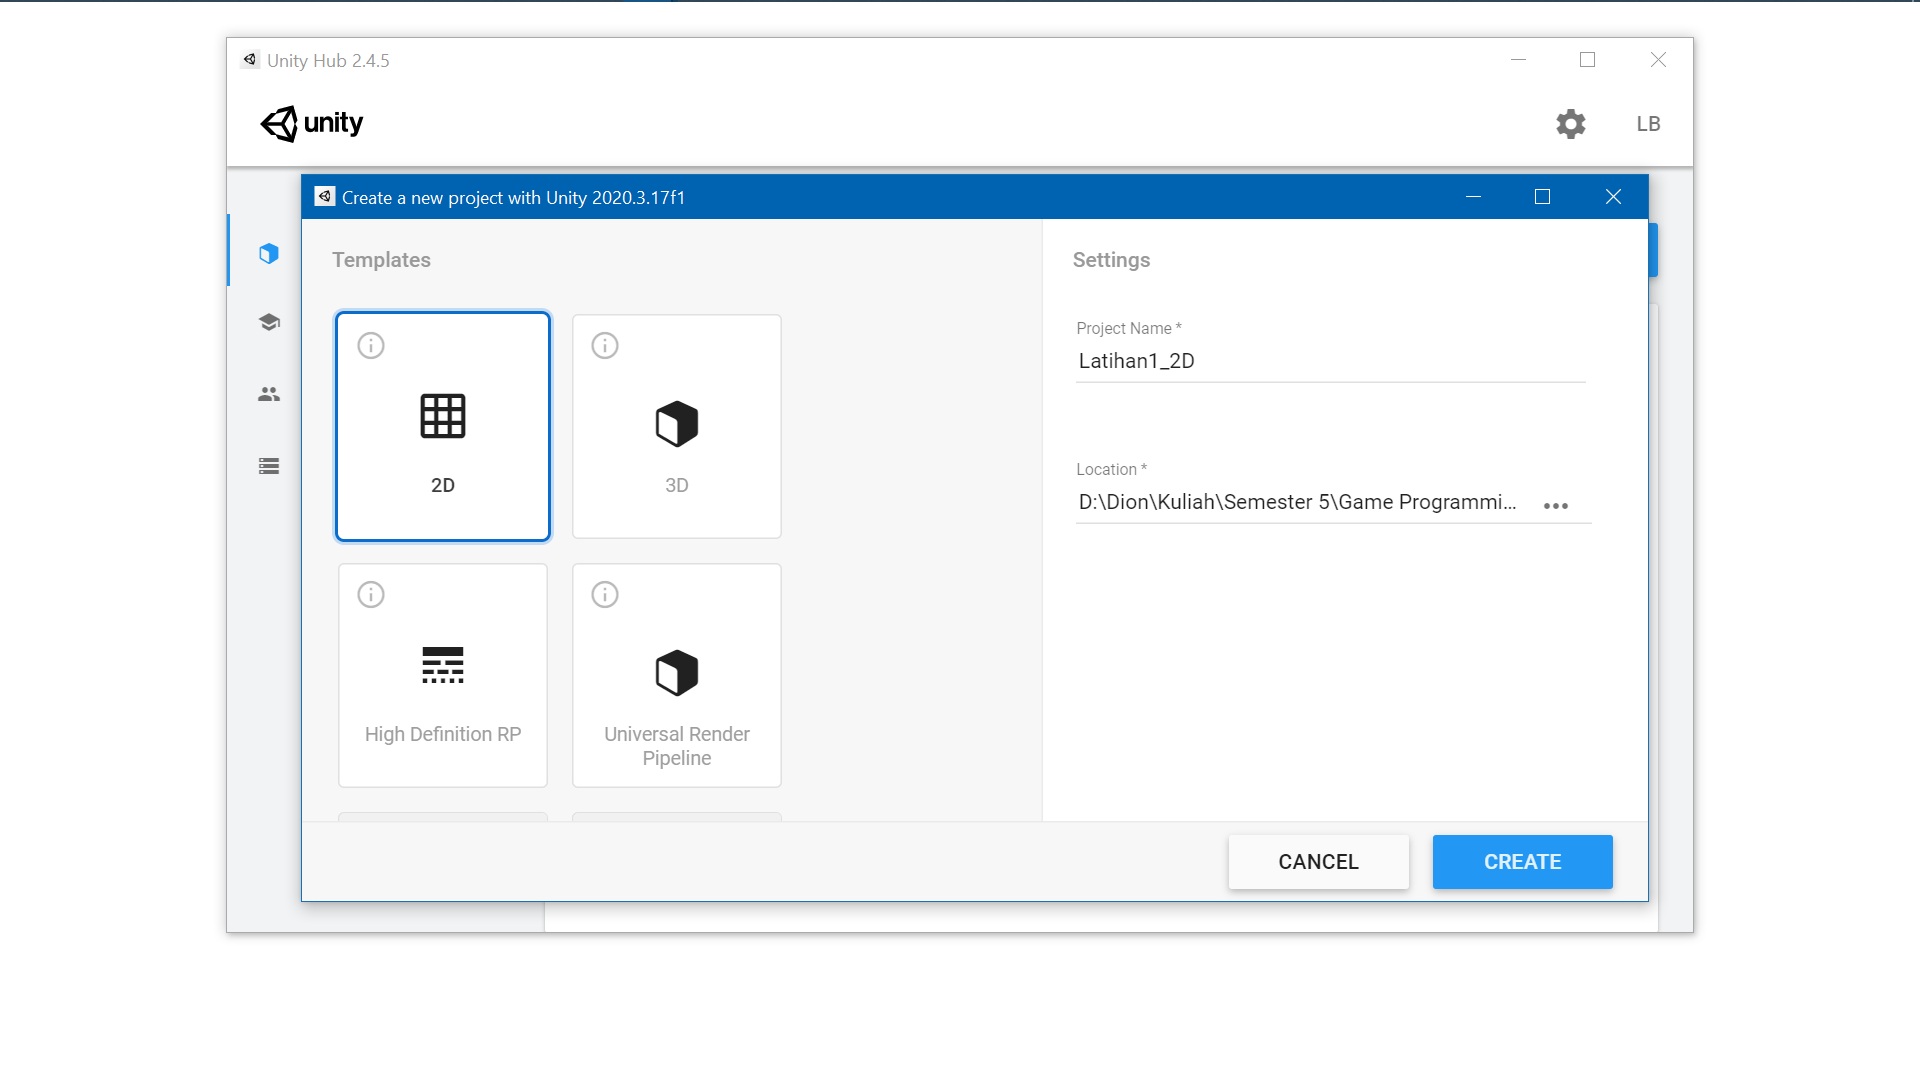 Unity Hub 2.4.5
unity
LB
Create a new project with Unity 2020.3.17f1
Templates
2D
3D
High Definition RP
Universal Render
Pipeline
Settings
Project Name *
Latihan1_2D
Location *
D:\Dion\Kuliah\Semester 5\Game Programmi...
CANCEL
CREATE